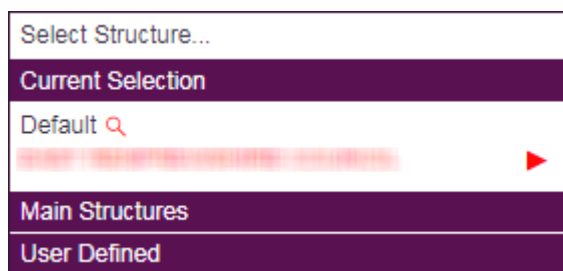 Select Structure...
Current Selection
Default
Main Structures
User Defined